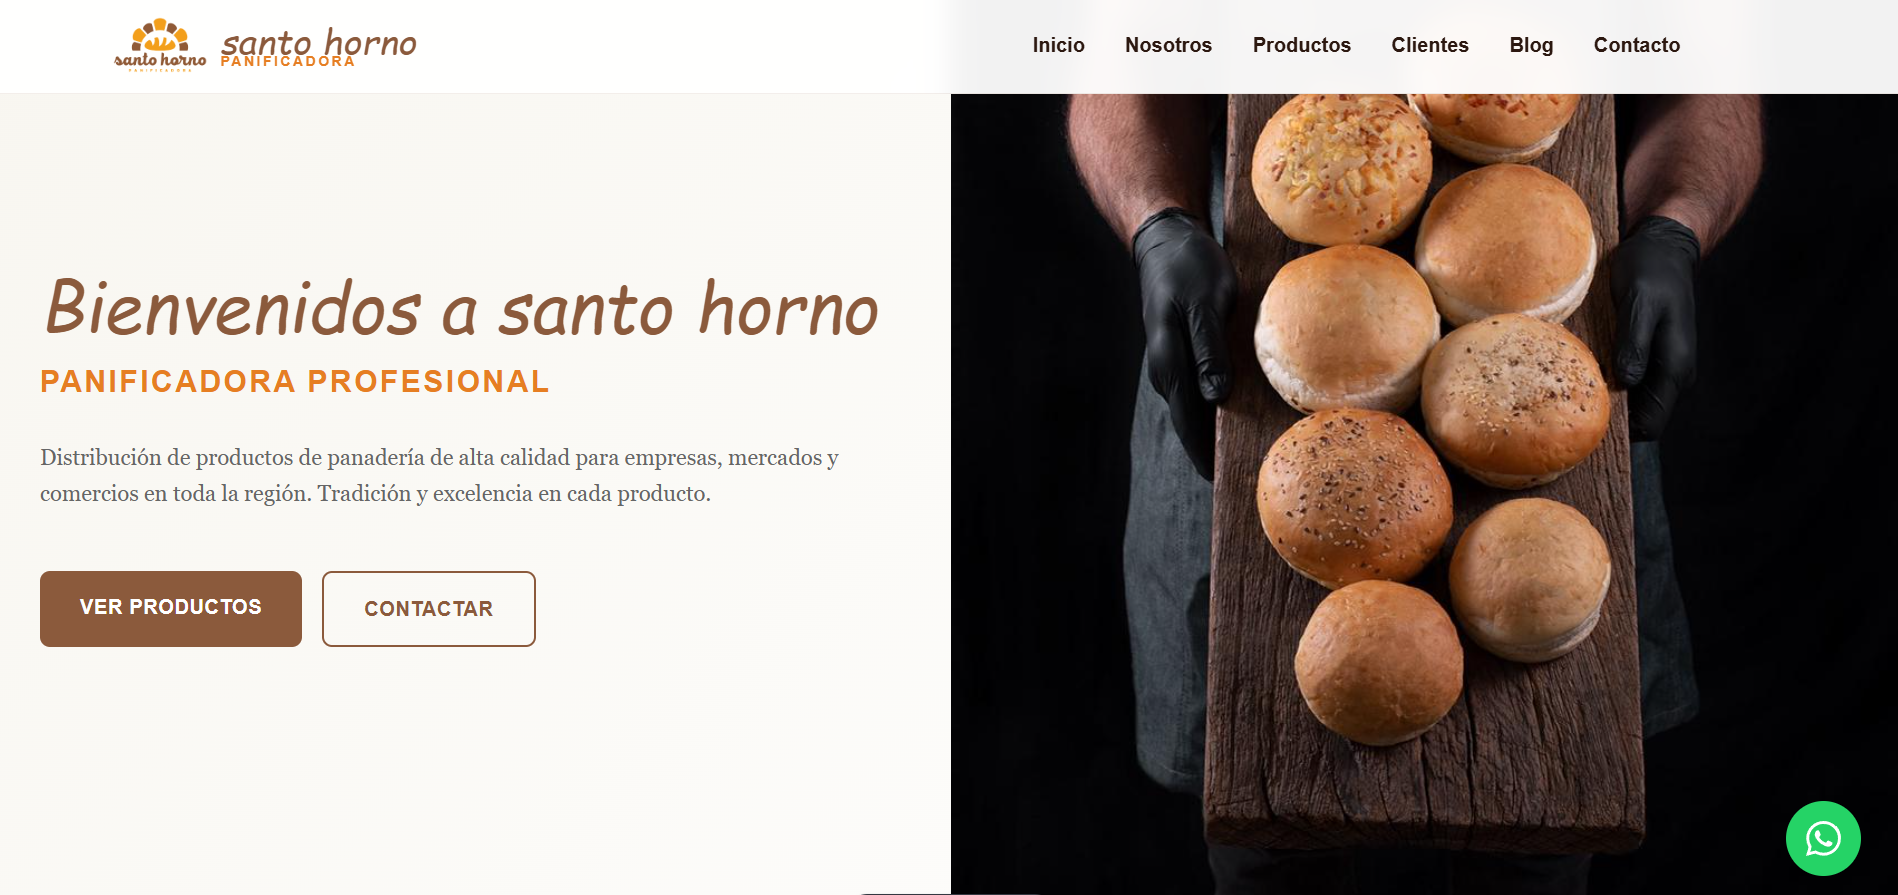 santo horno
PANIFICADORA
santo horno
PANIFICADORA
Inicio Nosotros Productos Clientes Blog Contacto
Bienvenidos a santo horno
PANIFICADORA PROFESIONAL
Distribución de productos de panadería de alta calidad para empresas, mercados y
comercios en toda la región. Tradición y excelencia en cada producto.
VER PRODUCTOS
CONTACTAR